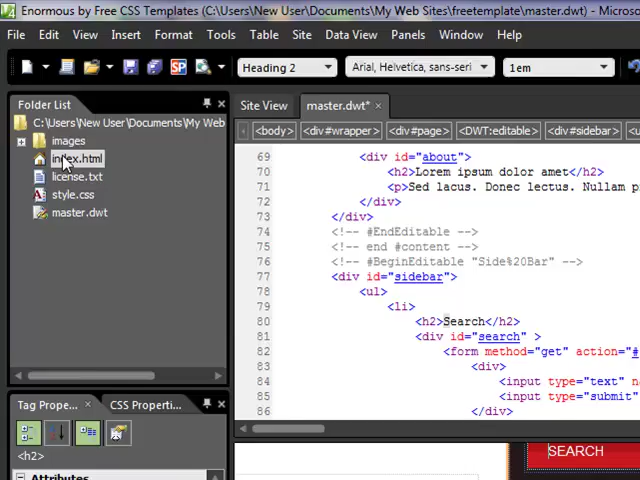 Enormous by Free CSS Templates (C:\Users\New User\Documents\My Web Sites\freetemplate\master.dwt) - Microso
File Edit View Insert Format Tools Table Site Data View Panels Window Help
Heading 2 Arial, Helvetica, sans-seri 1em
Folder List
C:\Users\New User\Documents\My Web
images
index.html
license.txt
style.css
master.dwt
Site View master.dwt*
<body> <div#wrapper> <div#page> <DWT:editable> <div#sidebar>
69 <div id="about">
70 <h2>Lorem ipsum dolor amet</h2>
71 <p>Sed lacus. Donec lectus. Nullam p
72 </div>
73 </div>
74 <!-- #EndEditable -->
75 <!-- end #content -->
76 <!-- #BeginEditable "Side%20Bar" -->
77 <div id="sidebar">
78 <ul>
79 <li>
80 <h2>Search</h2>
81 <div id="search" >
82 <form method="get" action="#
83 <div>
84 <input type="text" na
85 <input type="submit"
86 </div>
Tag Prope... CSS Properti...
<h2>
Attributes
SEARCH